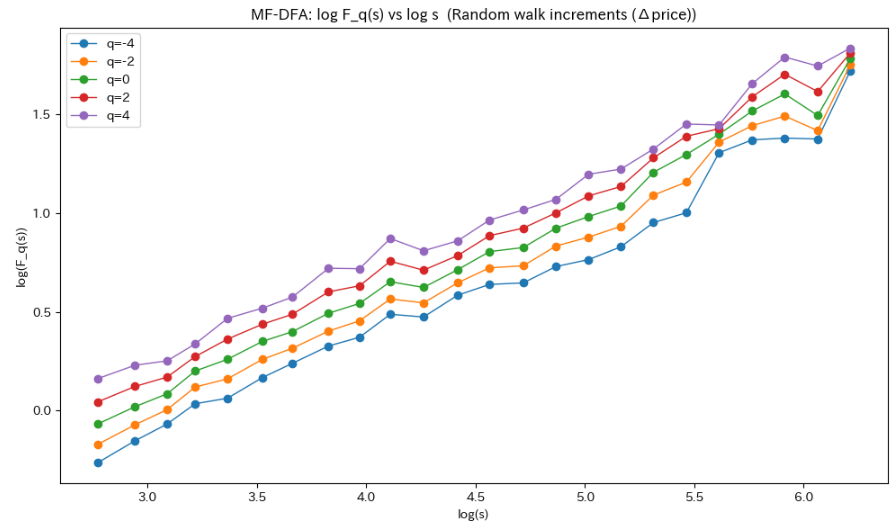 MF-DFA: log F_q(s) vs log s  (Random walk increments (Δprice))
q=-4
q=-2
q=0
q=2
q=4
log(F_q(s))
1.5
1.0
0.5
0.0
3.0 3.5 4.0 4.5 5.0 5.5 6.0
log(s)